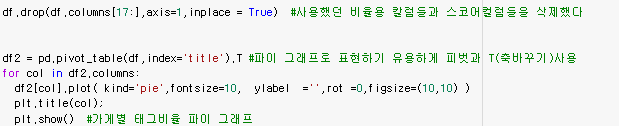 df.drop(df.columns[17:],axis=1,inplace = True)  #사용했던 비율용 칼럼들과 스코어컬럼들을 삭제했다
df2 = pd.pivot_table(df,index='title').T #파이 그래프로 표현하기 유용하게 피벗과 T(축바꾸기)사용
for col in df2.columns:
  df2[col].plot( kind='pie',fontsize=10,  ylabel  ='',rot =0,figsize=(10,10) )
  plt.title(col);
  plt.show()  #가게별 태그비율 파이 그래프